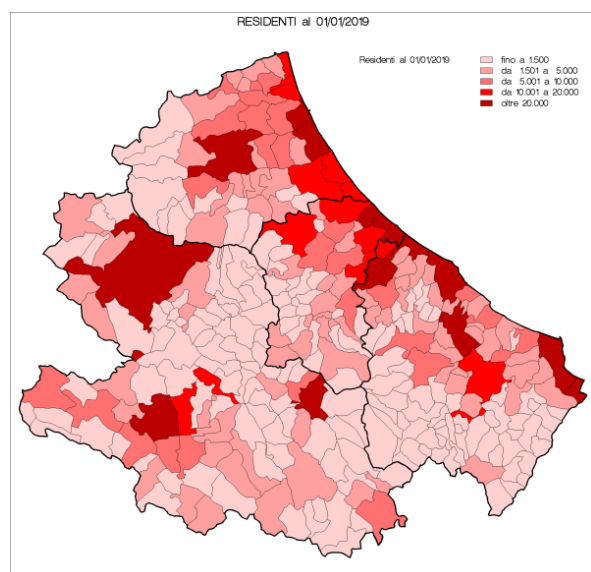 RESIDENTI al 01/01/2019
Residenti al 01/01/2019
fino a 1.500
da 1.501 a 5.000
da 5.001 a 10.000
da 10.001 a 20.000
oltre 20.000